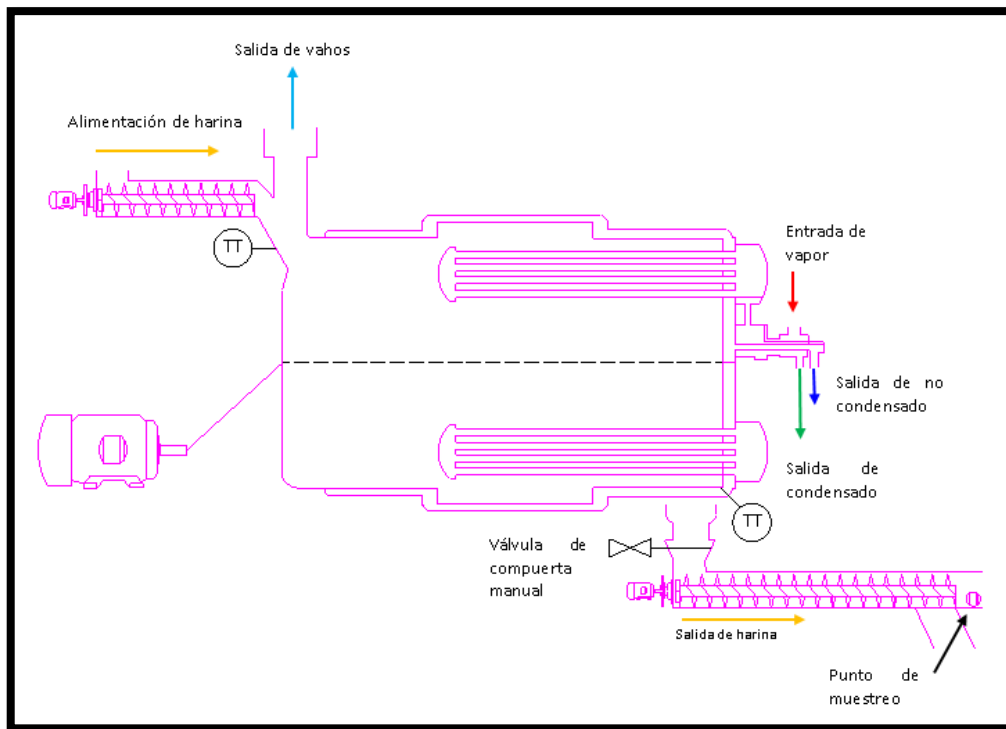 Salida de vahos
Alimentación de harina
TT
Entrada de
vapor
Salida de no
condensado
Salida de
condensado
TT
Válvula de
compuerta
manual
Salida de harina
Punto de
muestreo